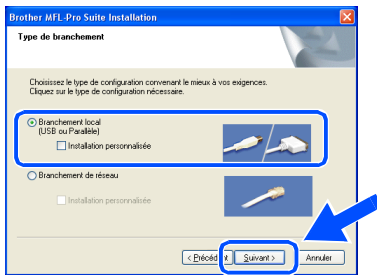 Brother MFL-Pro Suite Installation
Type de branchement
Choisissez le type de configuration convenant le mieux à vos exigences.
Cliquez sur le type de configuration nécessaire.
Branchement local
(USB ou Parallèle)
Installation personnalisée
Branchement de réseau
Installation personnalisée
< Précédent Suivant > Annuler